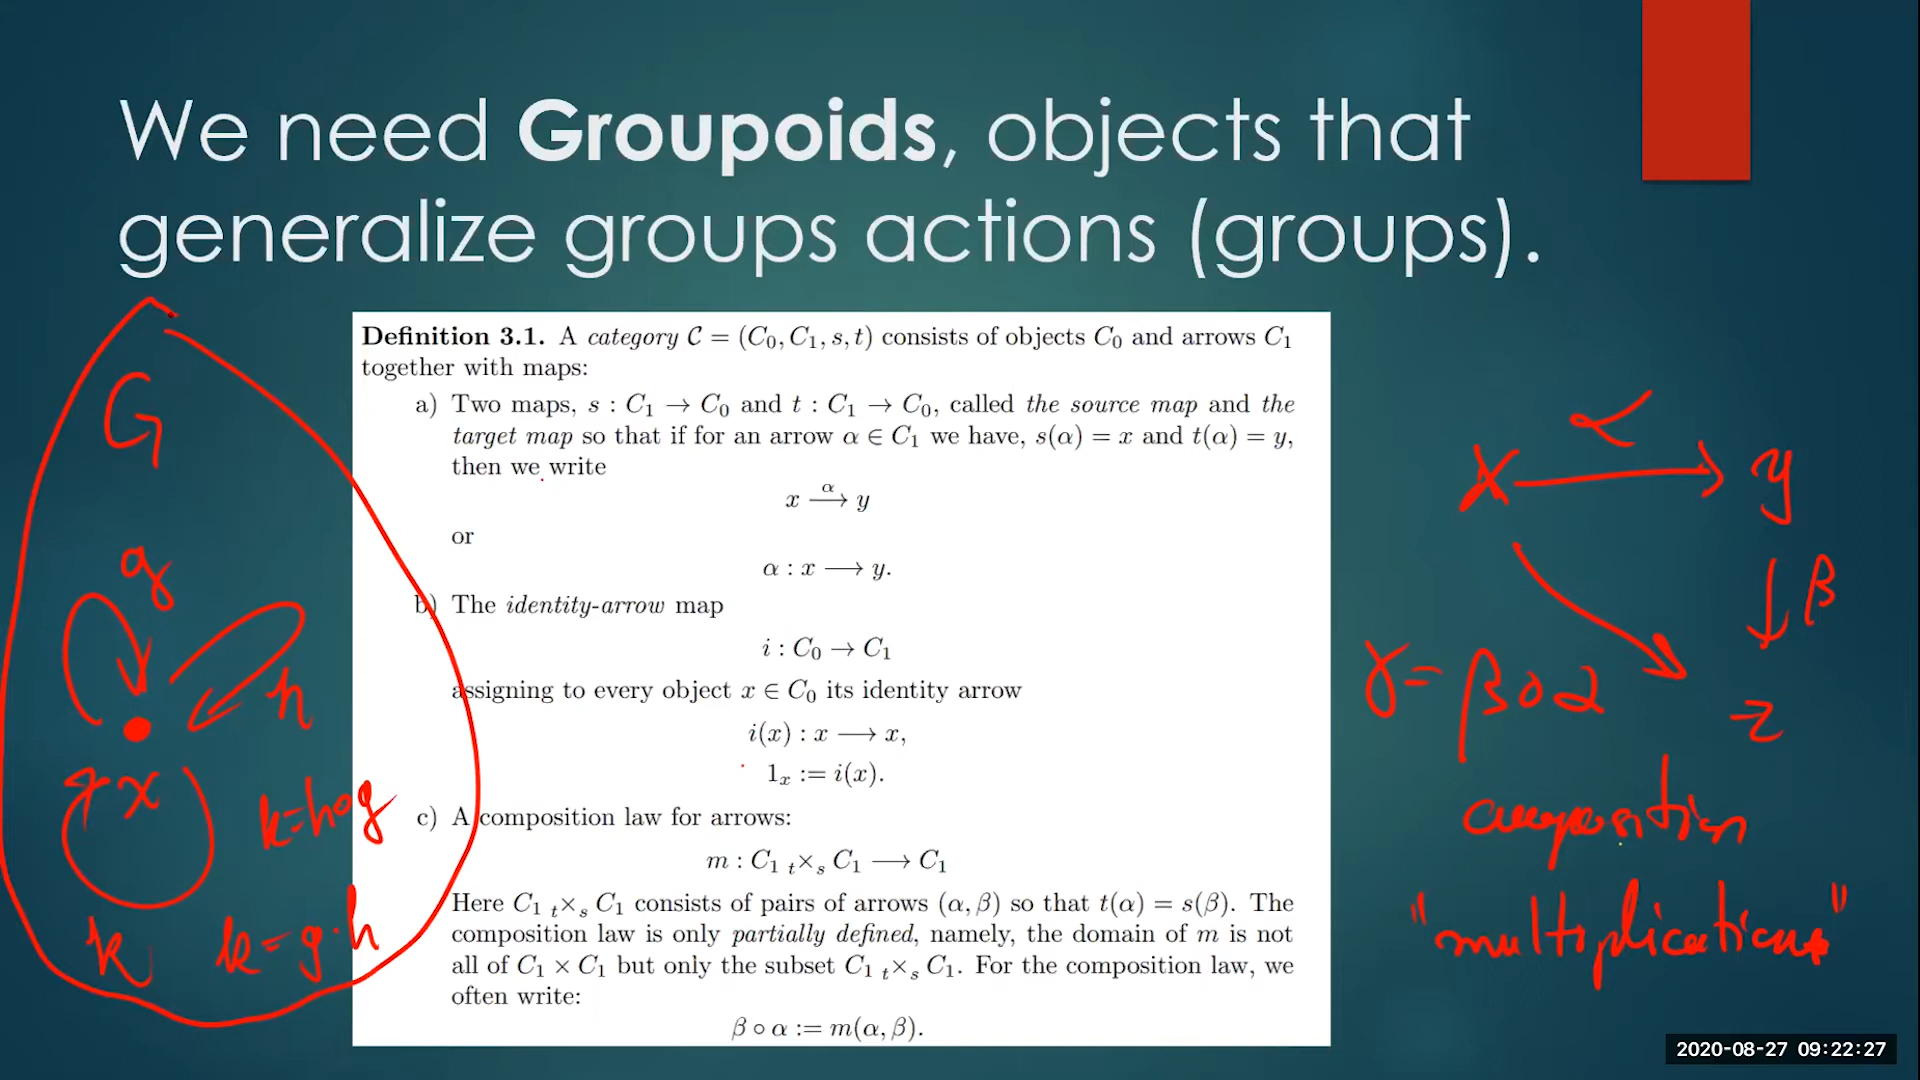 We need Groupoids, objects that
generalize groups actions (groups).
Definition 3.1. A category 𝒞 = (C₀, C₁, s, t) consists of objects C₀ and arrows C₁
together with maps:
a) Two maps, s : C₁ → C₀ and t : C₁ → C₀, called the source map and the
target map so that if for an arrow α ∈ C₁ we have, s(α) = x and t(α) = y,
then we write
x —α→ y
or
α : x ⟶ y.
b) The identity-arrow map
i : C₀ → C₁
assigning to every object x ∈ C₀ its identity arrow
i(x) : x ⟶ x,
1ₓ := i(x).
c) A composition law for arrows:
m : C₁ ₜ×ₛ C₁ ⟶ C₁
Here C₁ ₜ×ₛ C₁ consists of pairs of arrows (α, β) so that t(α) = s(β). The
composition law is only partially defined, namely, the domain of m is not
all of C₁ × C₁ but only the subset C₁ ₜ×ₛ C₁. For the composition law, we
often write:
β ∘ α := m(α, β).
G
g
h
x
k=h∘g
k
k=g·h
α
x → y
↓ β
γ = β∘α
z
composition
"multiplication"
2020-08-27 09:22:27